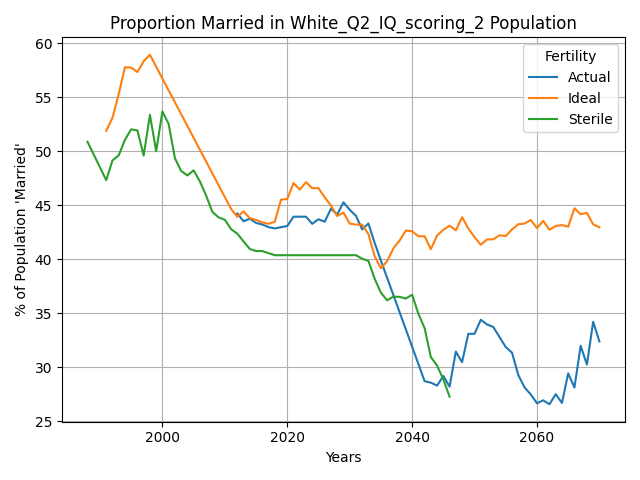 Proportion Married in White_Q2_IQ_scoring_2 Population
60
55
50
45
40
35
30
25
% of Population 'Married'
Fertility
Actual
Ideal
Sterile
2000
2020
2040
2060
Years